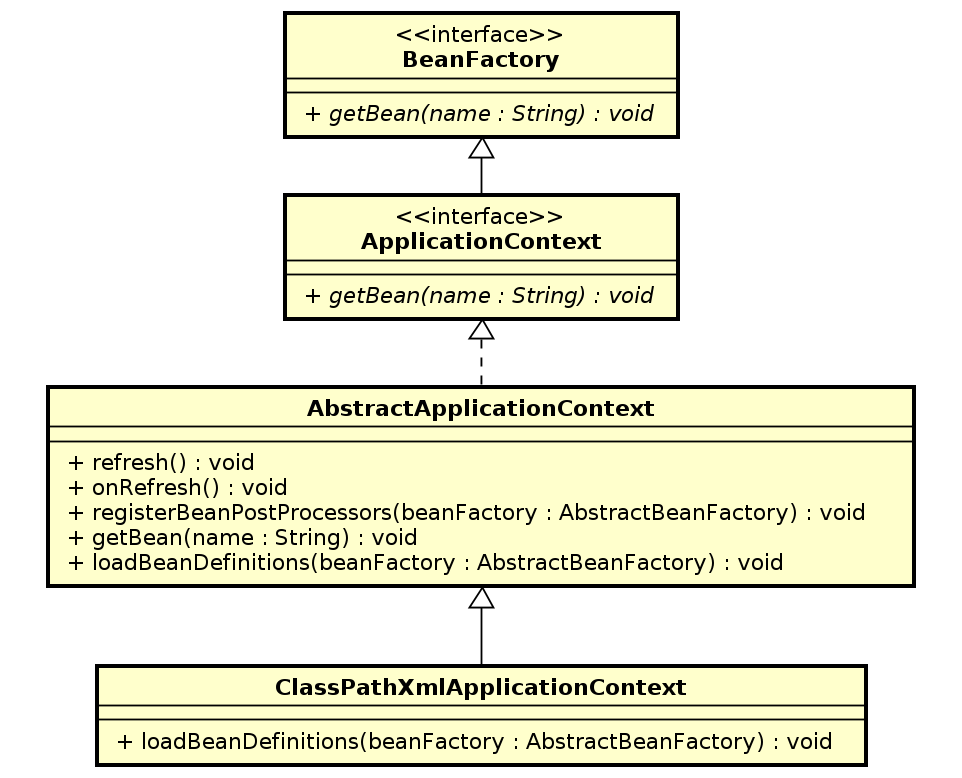 <<interface>>
BeanFactory
+ getBean(name : String) : void
<<interface>>
ApplicationContext
+ getBean(name : String) : void
AbstractApplicationContext
+ refresh() : void
+ onRefresh() : void
+ registerBeanPostProcessors(beanFactory : AbstractBeanFactory) : void
+ getBean(name : String) : void
+ loadBeanDefinitions(beanFactory : AbstractBeanFactory) : void
ClassPathXmlApplicationContext
+ loadBeanDefinitions(beanFactory : AbstractBeanFactory) : void